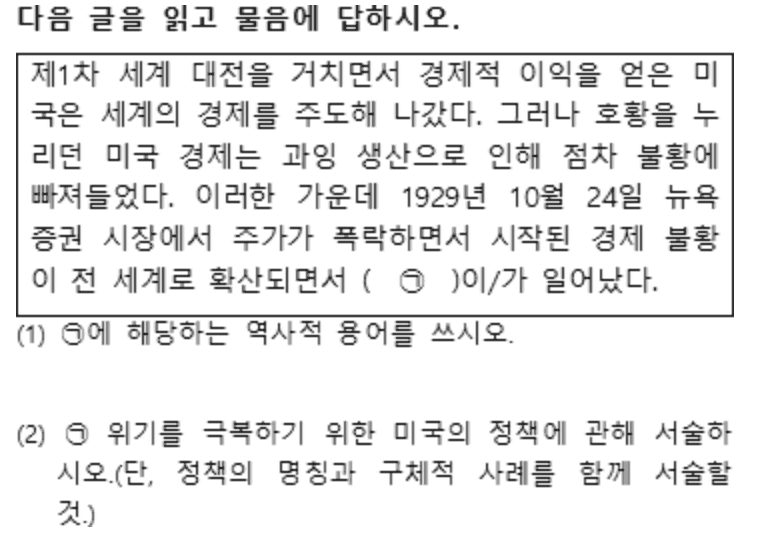 다음 글을 읽고 물음에 답하시오.
제1차 세계 대전을 거치면서 경제적 이익을 얻은 미
국은 세계의 경제를 주도해 나갔다. 그러나 호황을 누
리던 미국 경제는 과잉 생산으로 인해 점차 불황에
빠져들었다. 이러한 가운데 1929년 10월 24일 뉴욕
증권 시장에서 주가가 폭락하면서 시작된 경제 불황
이 전 세계로 확산되면서 ( ㉠ )이/가 일어났다.
(1) ㉠에 해당하는 역사적 용어를 쓰시오.
(2) ㉠ 위기를 극복하기 위한 미국의 정책에 관해 서술하
시오.(단, 정책의 명칭과 구체적 사례를 함께 서술할
것.)